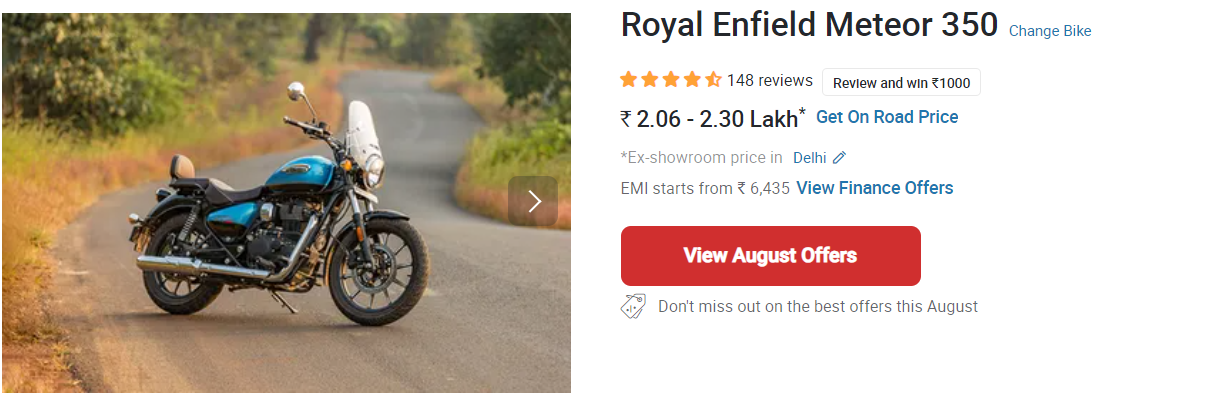 Royal Enfield Meteor 350 Change Bike
148 reviews Review and win ₹1000
₹ 2.06 - 2.30 Lakh* Get On Road Price
*Ex-showroom price in Delhi
EMI starts from ₹ 6,435 View Finance Offers
View August Offers
Don't miss out on the best offers this August